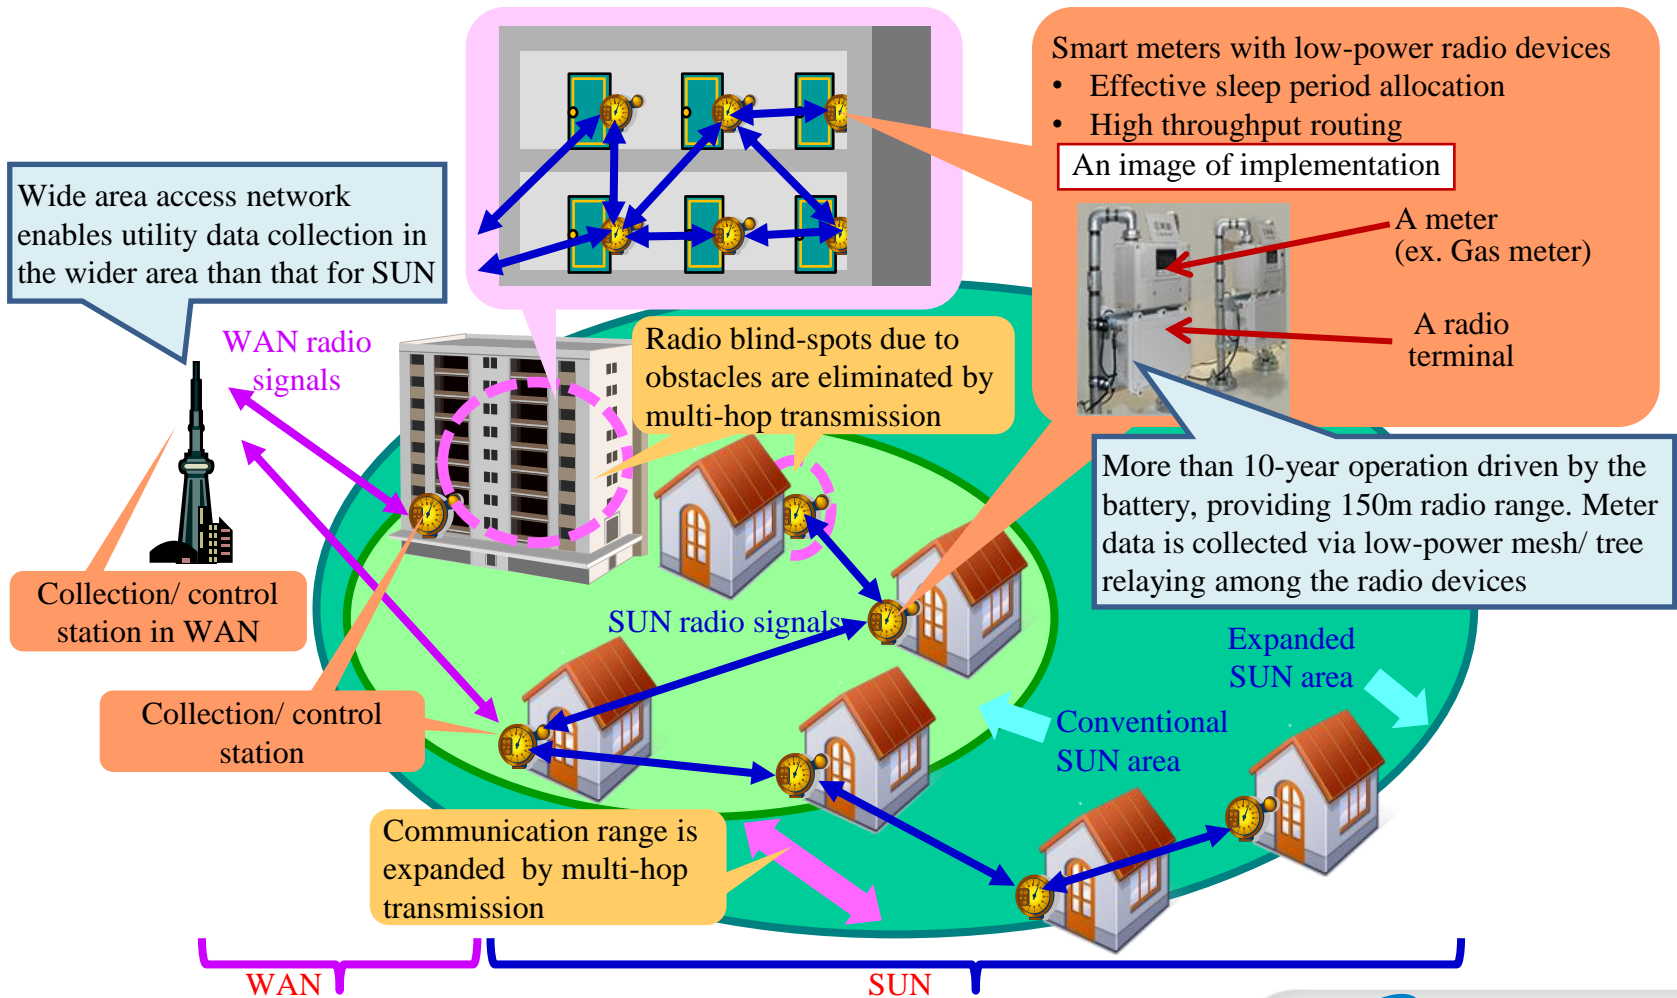 Smart meters with low-power radio devices
• Effective sleep period allocation
• High throughput routing
An image of implementation
A meter
(ex. Gas meter)
A radio
terminal
Wide area access network
enables utility data collection in
the wider area than that for SUN
WAN radio
signals
Radio blind-spots due to
obstacles are eliminated by
multi-hop transmission
More than 10-year operation driven by the
battery, providing 150m radio range. Meter
data is collected via low-power mesh/ tree
relaying among the radio devices
Collection/ control
station in WAN
SUN radio signals
Expanded
SUN area
Collection/ control
station
Conventional
SUN area
Communication range is
expanded by multi-hop
transmission
WAN
SUN